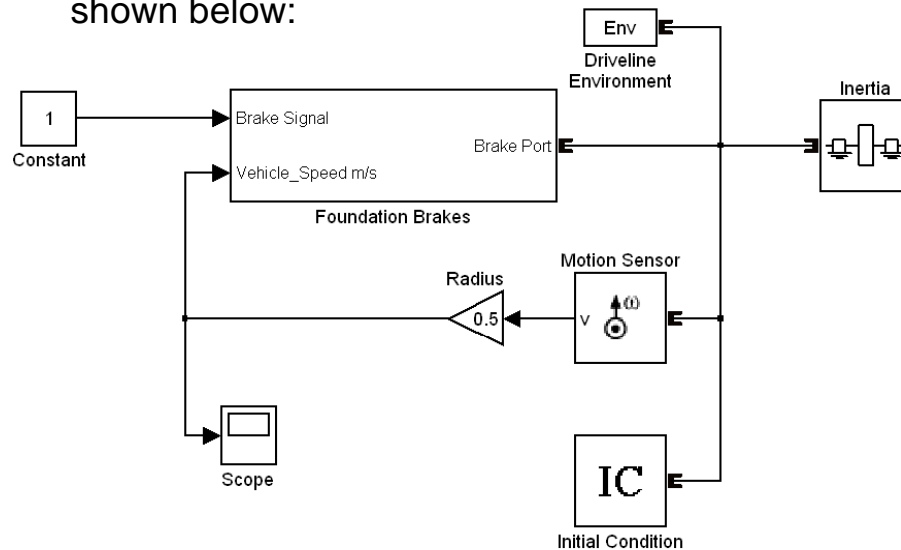 shown below:
Env
Driveline
Environment
Inertia
1
Constant
Brake Signal
Vehicle_Speed m/s
Brake Port
Foundation Brakes
Motion Sensor
Radius
0.5
v
ω
Scope
IC
Initial Condition